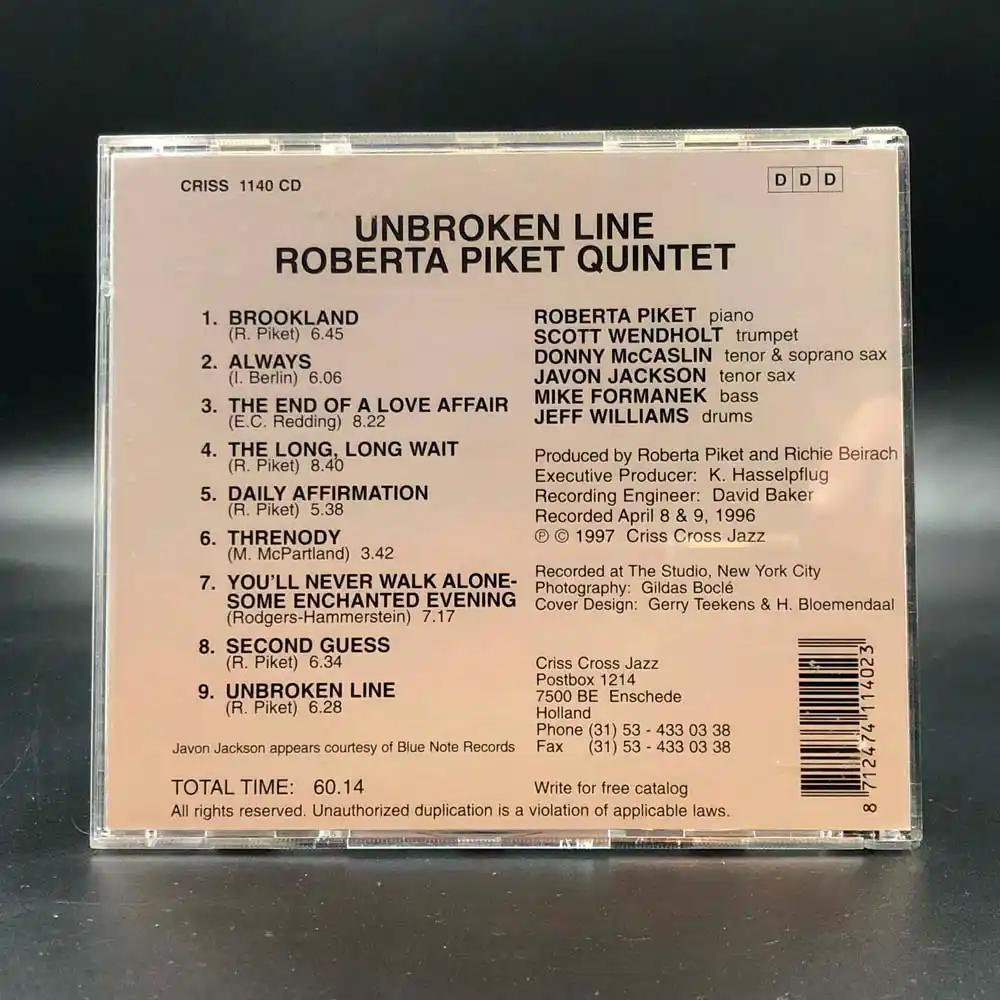 CRISS 1140 CD
D D D
UNBROKEN LINE
ROBERTA PIKET QUINTET
1. BROOKLAND
(R. Piket) 6.45
2. ALWAYS
(I. Berlin) 6.06
3. THE END OF A LOVE AFFAIR
(E.C. Redding) 8.22
4. THE LONG, LONG WAIT
(R. Piket) 8.40
5. DAILY AFFIRMATION
(R. Piket) 5.38
6. THRENODY
(M. McPartland) 3.42
7. YOU'LL NEVER WALK ALONE-
SOME ENCHANTED EVENING
(Rodgers-Hammerstein) 7.17
8. SECOND GUESS
(R. Piket) 6.34
9. UNBROKEN LINE
(R. Piket) 6.28
Javon Jackson appears courtesy of Blue Note Records
ROBERTA PIKET piano
SCOTT WENDHOLT trumpet
DONNY McCASLIN tenor & soprano sax
JAVON JACKSON tenor sax
MIKE FORMANEK bass
JEFF WILLIAMS drums
Produced by Roberta Piket and Richie Beirach
Executive Producer: K. Hasselpflug
Recording Engineer: David Baker
Recorded April 8 & 9, 1996
℗ © 1997 Criss Cross Jazz
Recorded at The Studio, New York City
Photography: Gildas Boclé
Cover Design: Gerry Teekens & H. Bloemendaal
Criss Cross Jazz
Postbox 1214
7500 BE Enschede
Holland
Phone (31) 53 - 433 03 38
Fax (31) 53 - 433 03 38
8 712474 114023
TOTAL TIME: 60.14
Write for free catalog
All rights reserved. Unauthorized duplication is a violation of applicable laws.